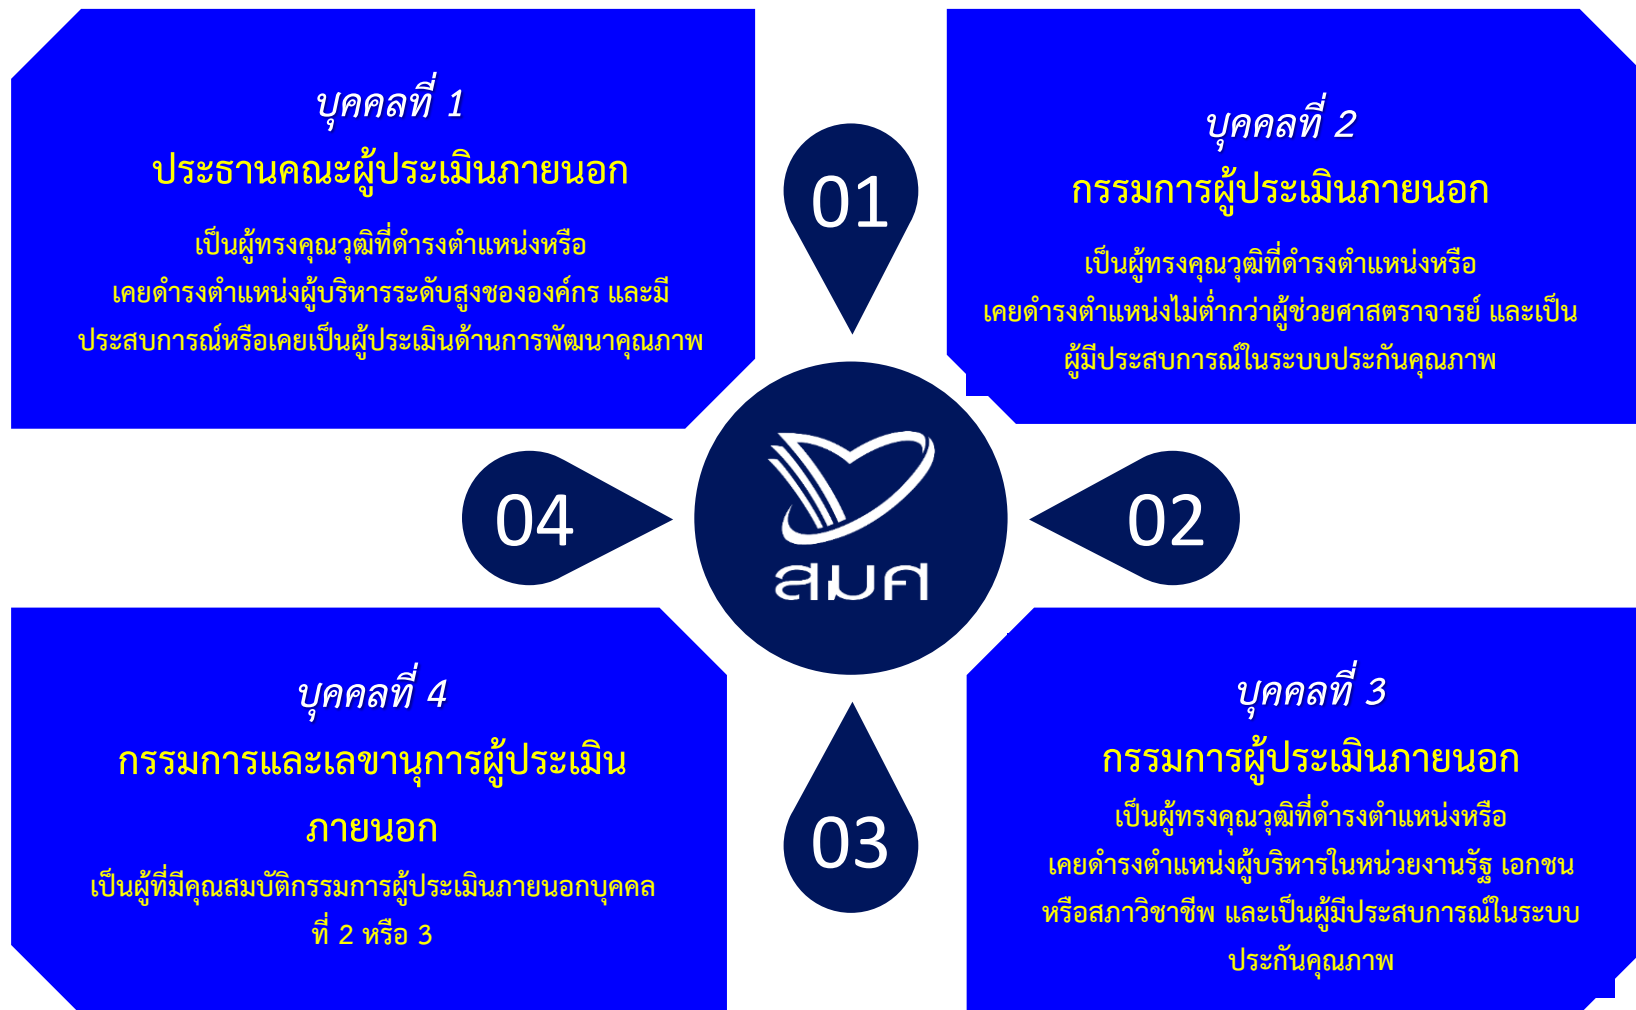 บุคคลที่ 1
ประธานคณะผู้ประเมินภายนอก
เป็นผู้ทรงคุณวุฒิที่ดำรงตำแหน่งหรือ
เคยดำรงตำแหน่งผู้บริหารระดับสูงชององค์กร และมี
ประสบการณ์หรือเคยเป็นผู้ประเมินด้านการพัฒนาคุณภาพ
01
บุคคลที่ 2
กรรมการผู้ประเมินภายนอก
เป็นผู้ทรงคุณวุฒิที่ดำรงตำแหน่งหรือ
เคยดำรงตำแหน่งไม่ต่ำกว่าผู้ช่วยศาสตราจารย์ และเป็น
ผู้มีประสบการณ์ในระบบประกันคุณภาพ
04
สมศ
02
บุคคลที่ 4
กรรมการและเลขานุการผู้ประเมิน
ภายนอก
เป็นผู้ที่มีคุณสมบัติกรรมการผู้ประเมินภายนอกบุคคล
ที่ 2 หรือ 3
03
บุคคลที่ 3
กรรมการผู้ประเมินภายนอก
เป็นผู้ทรงคุณวุฒิที่ดำรงตำแหน่งหรือ
เคยดำรงตำแหน่งผู้บริหารในหน่วยงานรัฐ เอกชน
หรือสภาวิชาชีพ และเป็นผู้มีประสบการณ์ในระบบ
ประกันคุณภาพ